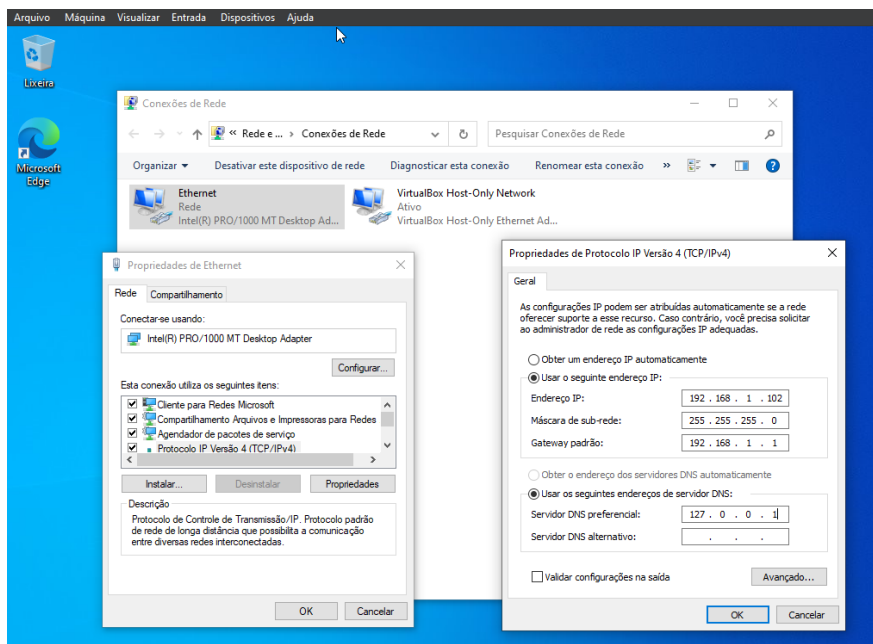 Arquivo Máquina Visualizar Entrada Dispositivos Ajuda
Lixeira
Microsoft
Edge
Conexões de Rede
« Rede e ... › Conexões de Rede
Pesquisar Conexões de Rede
Organizar
Desativar este dispositivo de rede
Diagnosticar esta conexão
Renomear esta conexão
»
Ethernet
Rede
Intel(R) PRO/1000 MT Desktop Ad...
VirtualBox Host-Only Network
Ativo
VirtualBox Host-Only Ethernet Ad...
Propriedades de Ethernet
Rede
Compartilhamento
Conectar-se usando:
Intel(R) PRO/1000 MT Desktop Adapter
Configurar...
Esta conexão utiliza os seguintes itens:
Cliente para Redes Microsoft
Compartilhamento Arquivos e Impressoras para Redes
Agendador de pacotes de serviço
Protocolo IP Versão 4 (TCP/IPv4)
Instalar...
Desinstalar
Propriedades
Descrição
Protocolo de Controle de Transmissão/IP. Protocolo padrão
de rede de longa distância que possibilita a comunicação
entre diversas redes interconectadas.
OK
Cancelar
Propriedades de Protocolo IP Versão 4 (TCP/IPv4)
Geral
As configurações IP podem ser atribuídas automaticamente se a rede
oferecer suporte a esse recurso. Caso contrário, você precisa solicitar
ao administrador de rede as configurações IP adequadas.
Obter um endereço IP automaticamente
Usar o seguinte endereço IP:
Endereço IP: 192 . 168 . 1 . 102
Máscara de sub-rede: 255 . 255 . 255 . 0
Gateway padrão: 192 . 168 . 1 . 1
Obter o endereço dos servidores DNS automaticamente
Usar os seguintes endereços de servidor DNS:
Servidor DNS preferencial: 127 . 0 . 0 . 1
Servidor DNS alternativo: . . .
Validar configurações na saída
Avançado...
OK
Cancelar